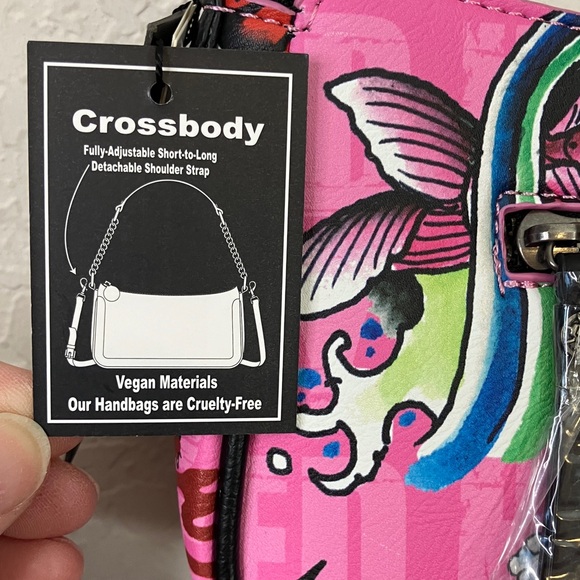 Crossbody
Fully-Adjustable Short-to-Long
Detachable Shoulder Strap
Vegan Materials
Our Handbags are Cruelty-Free